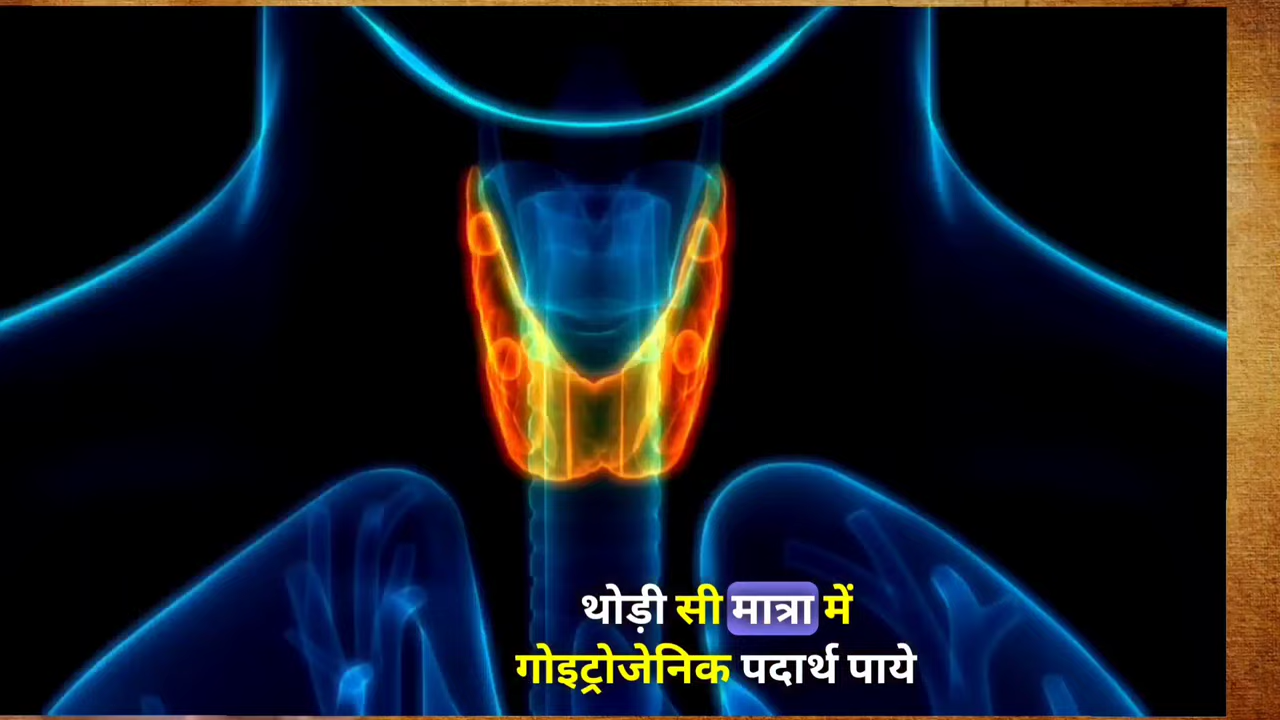 थोड़ी सी मात्रा में
गोइट्रोजेनिक पदार्थ पाये